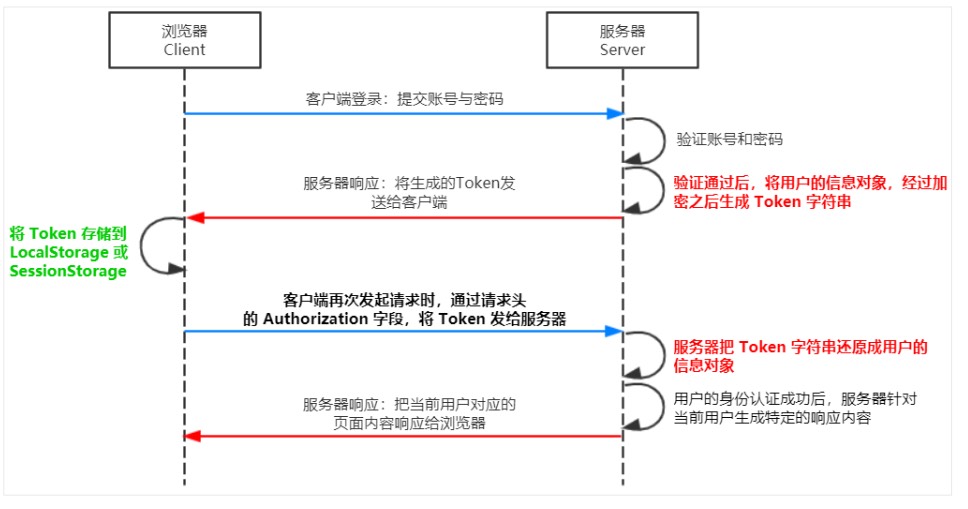 浏览器
Client
服务器
Server
客户端登录：提交账号与密码
验证账号和密码
验证通过后，将用户的信息对象，经过加
密之后生成 Token 字符串
服务器响应：将生成的Token发
送给客户端
将 Token 存储到
LocalStorage 或
SessionStorage
客户端再次发起请求时，通过请求头
的 Authorization 字段，将 Token 发给服务器
服务器把 Token 字符串还原成用户的
信息对象
用户的身份认证成功后，服务器针对
当前用户生成特定的响应内容
服务器响应：把当前用户对应的
页面内容响应给浏览器